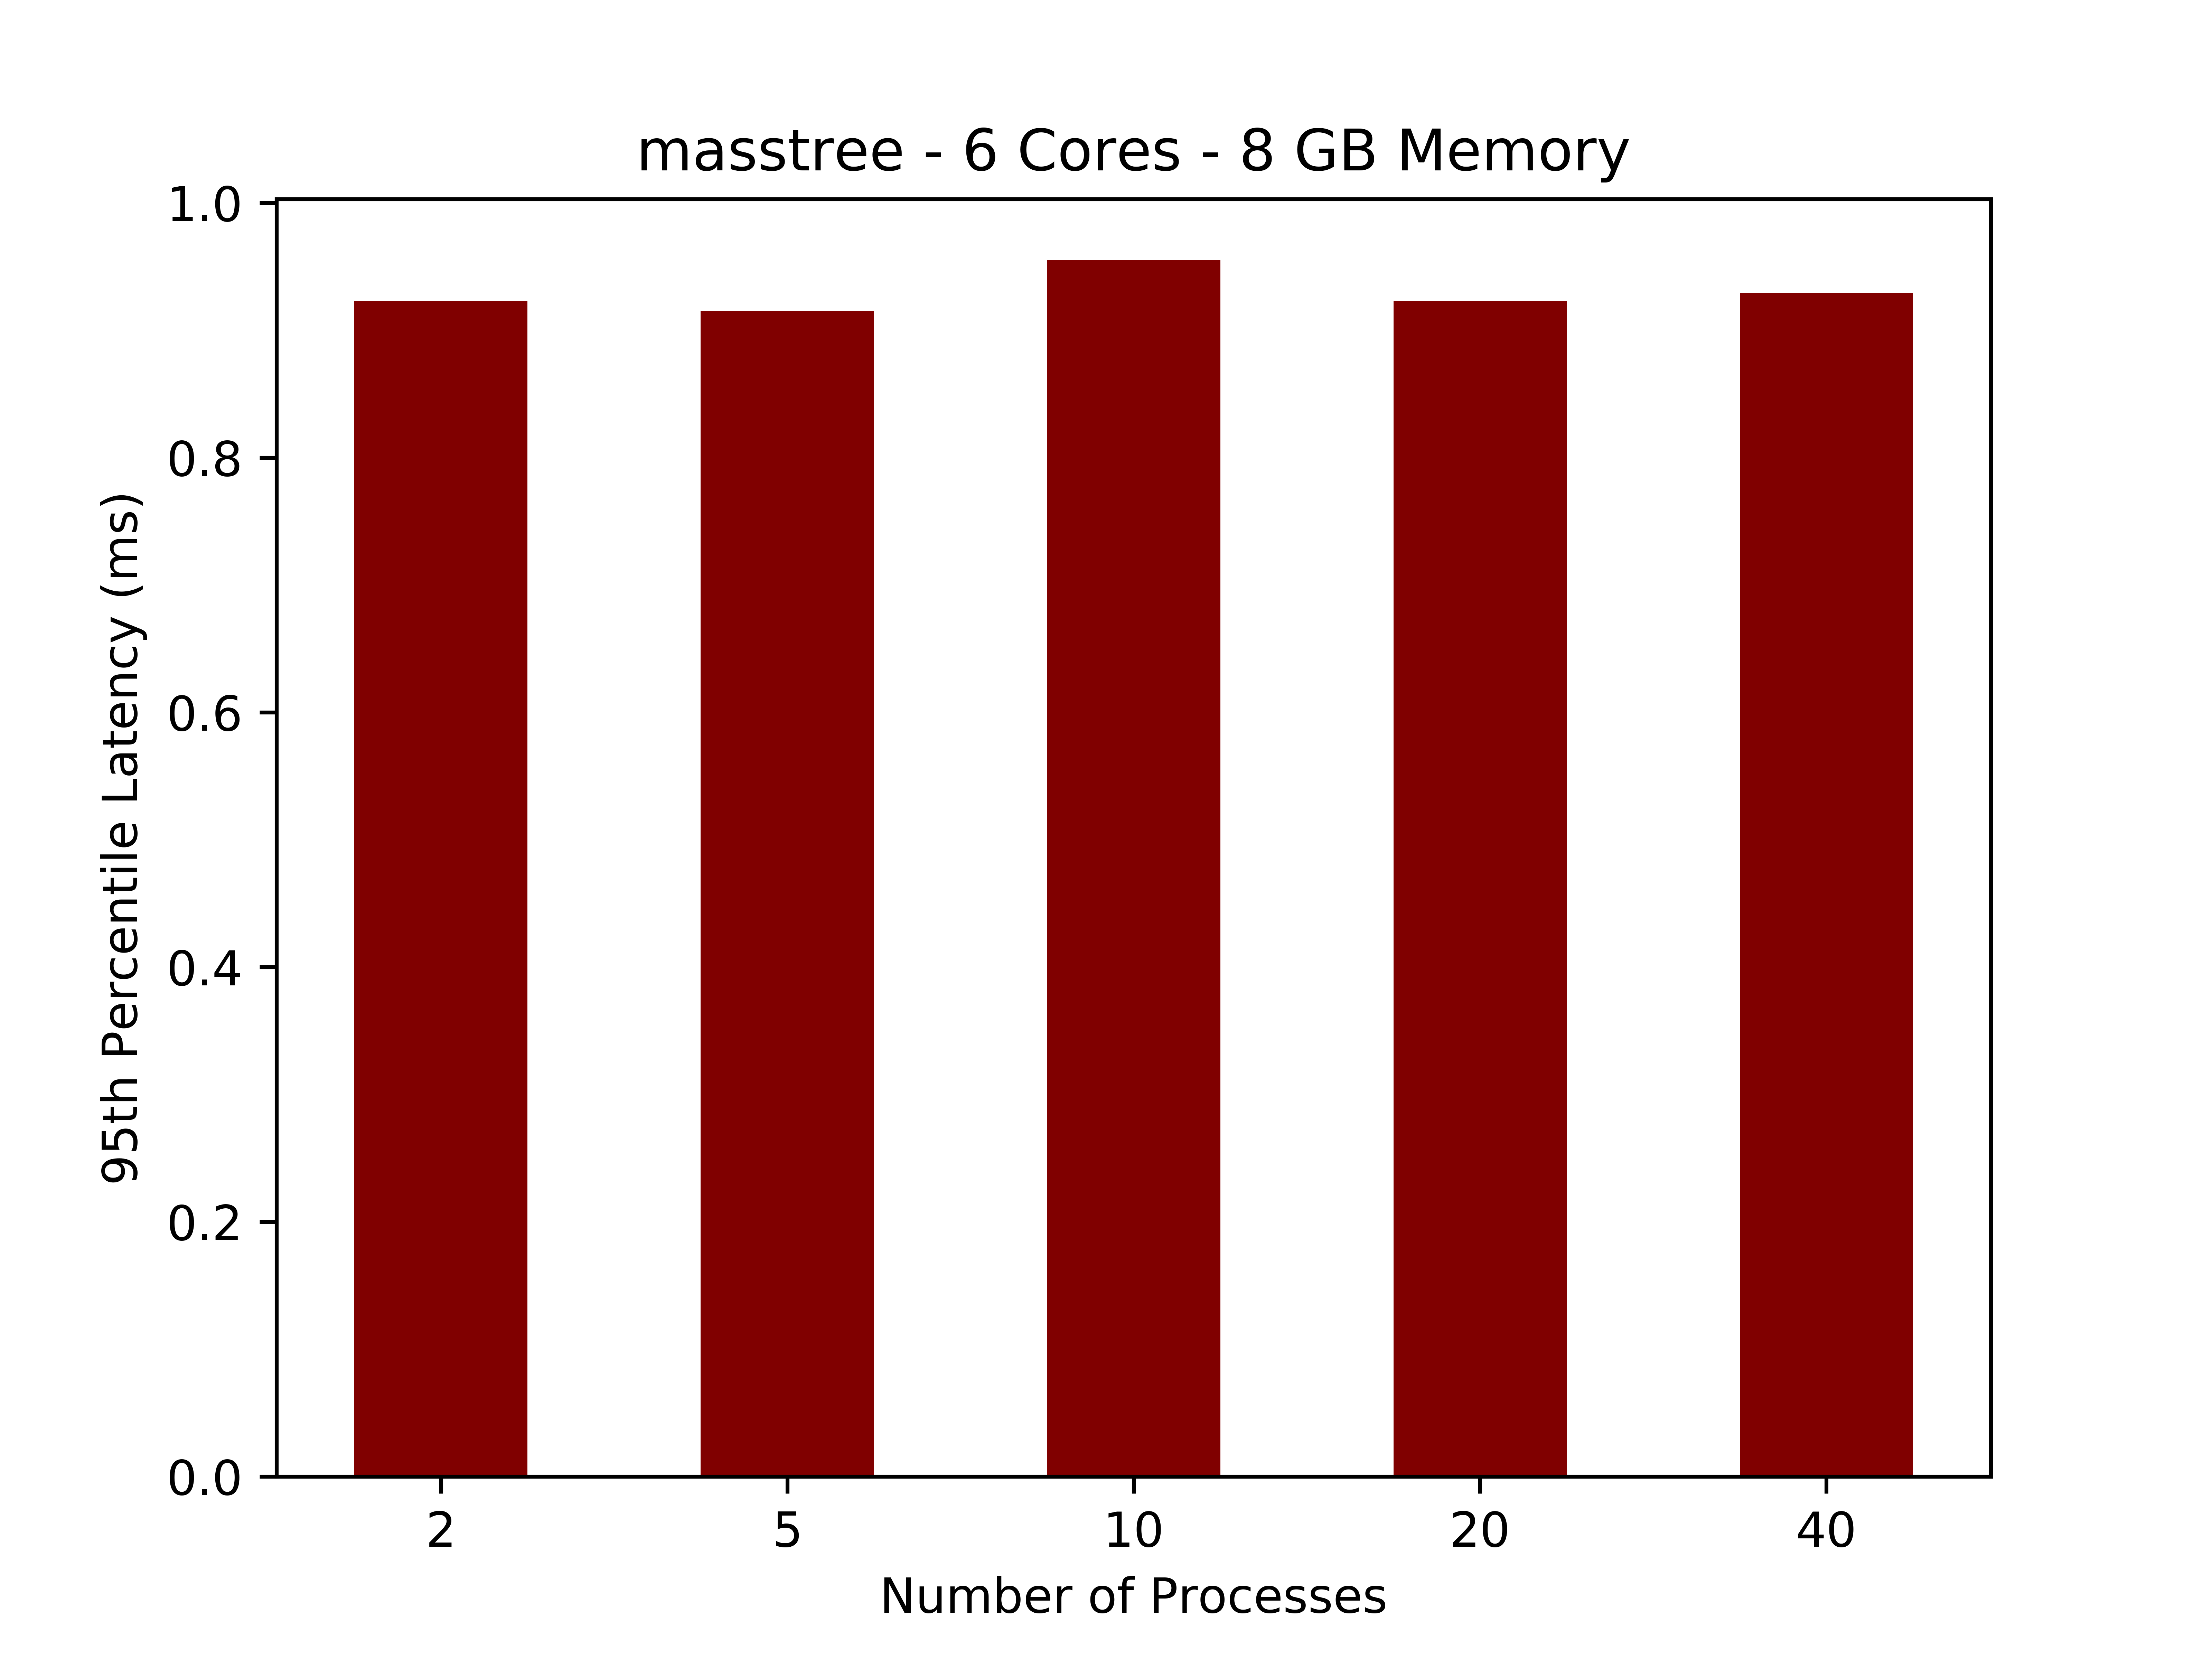 masstree - 6 Cores - 8 GB Memory
95th Percentile Latency (ms)
1.0
0.8
0.6
0.4
0.2
0.0
2 5 10 20 40
Number of Processes